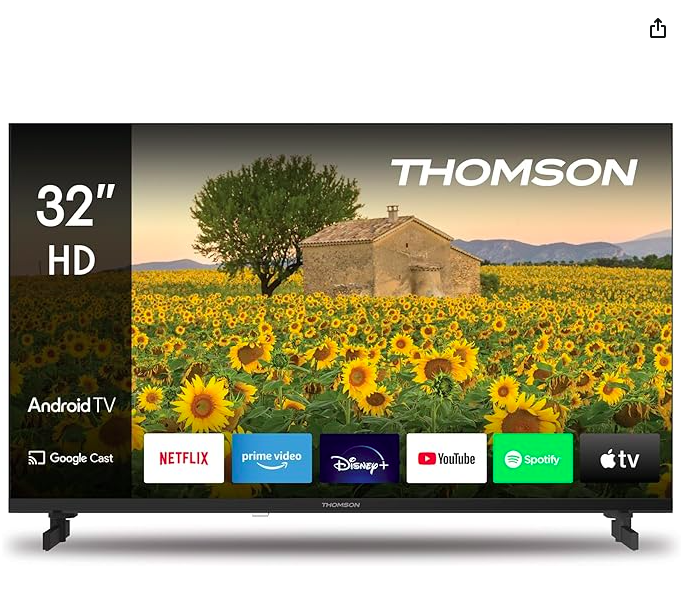 THOMSON
32"
HD
Android TV
Google Cast
NETFLIX
prime video
Disney+
YouTube
Spotify
tv
THOMSON